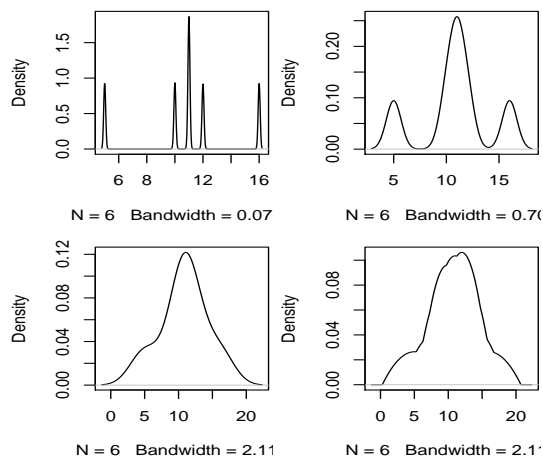 Density
0.0 0.5 1.0 1.5
6 8 12 16
N = 6 Bandwidth = 0.07
Density
0.00 0.10 0.20
5 10 15
N = 6 Bandwidth = 0.70
Density
0.00 0.04 0.08 0.12
0 5 10 20
N = 6 Bandwidth = 2.11
Density
0.00 0.04 0.08
0 5 10 20
N = 6 Bandwidth = 2.11